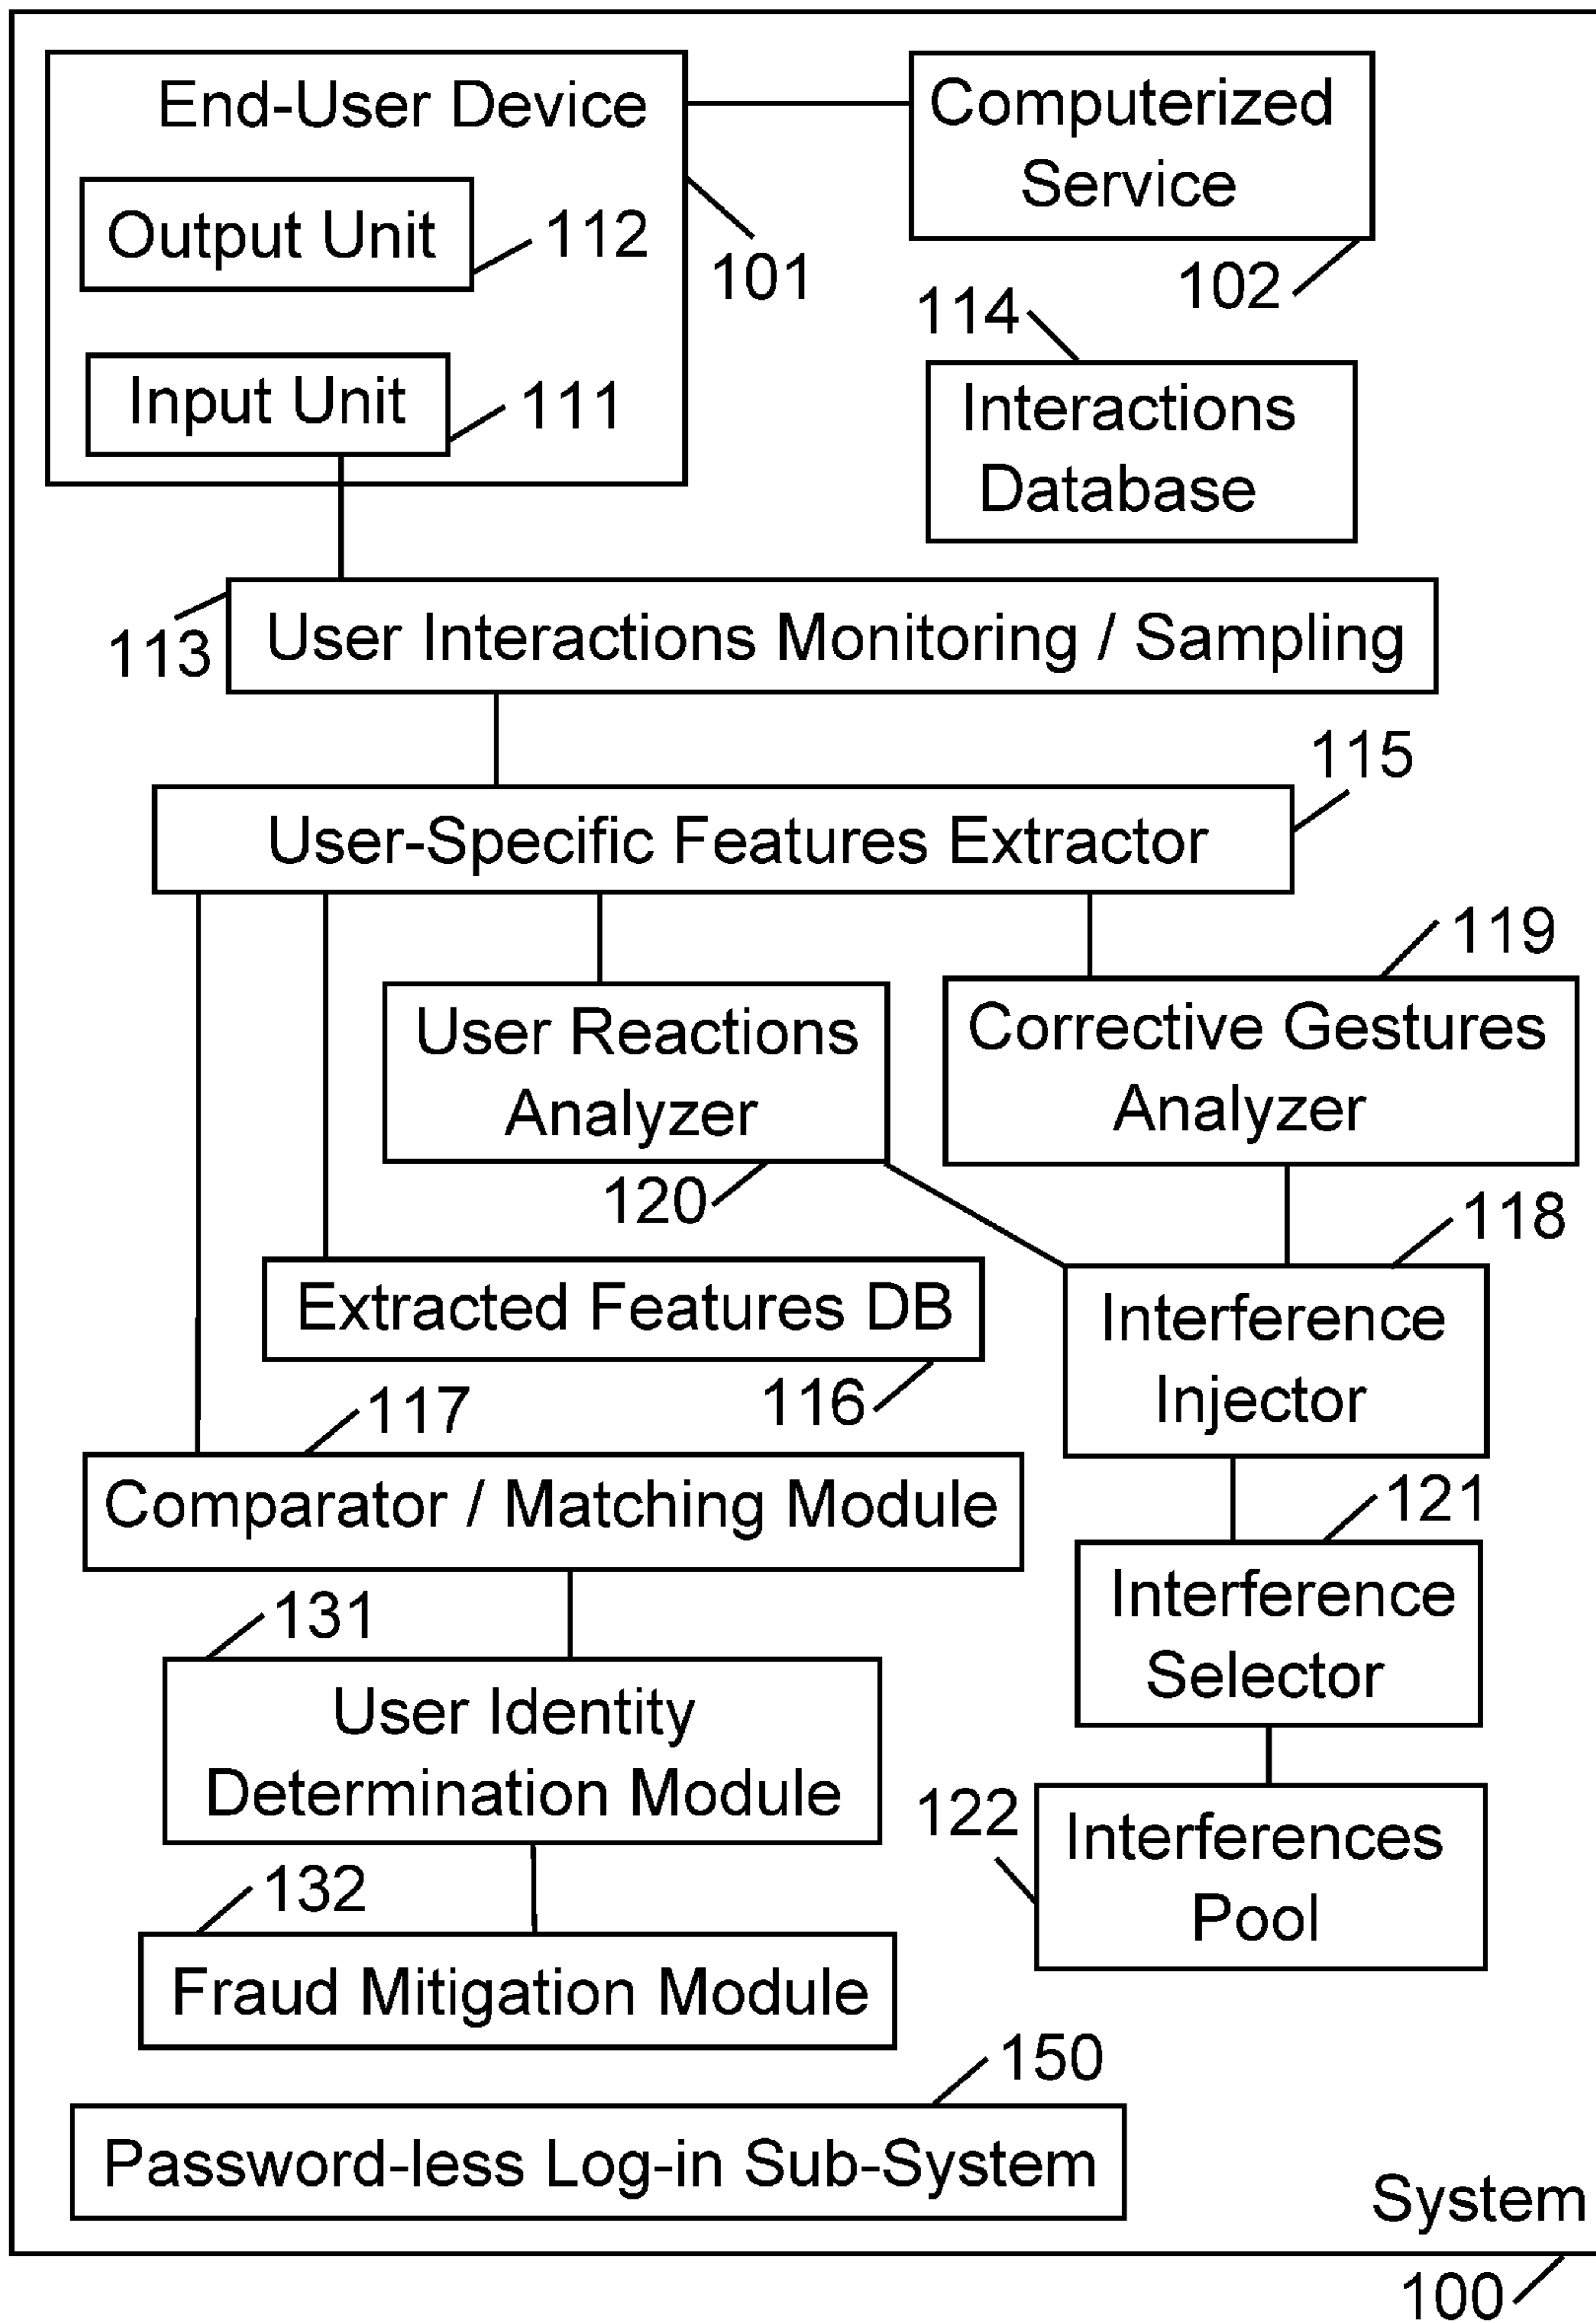 End-User Device
Output Unit
112
Input Unit
111
101
Computerized
Service
102
114
Interactions
Database
113
User Interactions Monitoring / Sampling
115
User-Specific Features Extractor
119
User Reactions
Analyzer
120
Corrective Gestures
Analyzer
118
Extracted Features DB
116
Interference
Injector
117
Comparator / Matching Module
121
Interference
Selector
131
User Identity
Determination Module
122
Interferences
Pool
132
Fraud Mitigation Module
150
Password-less Log-in Sub-System
System
100